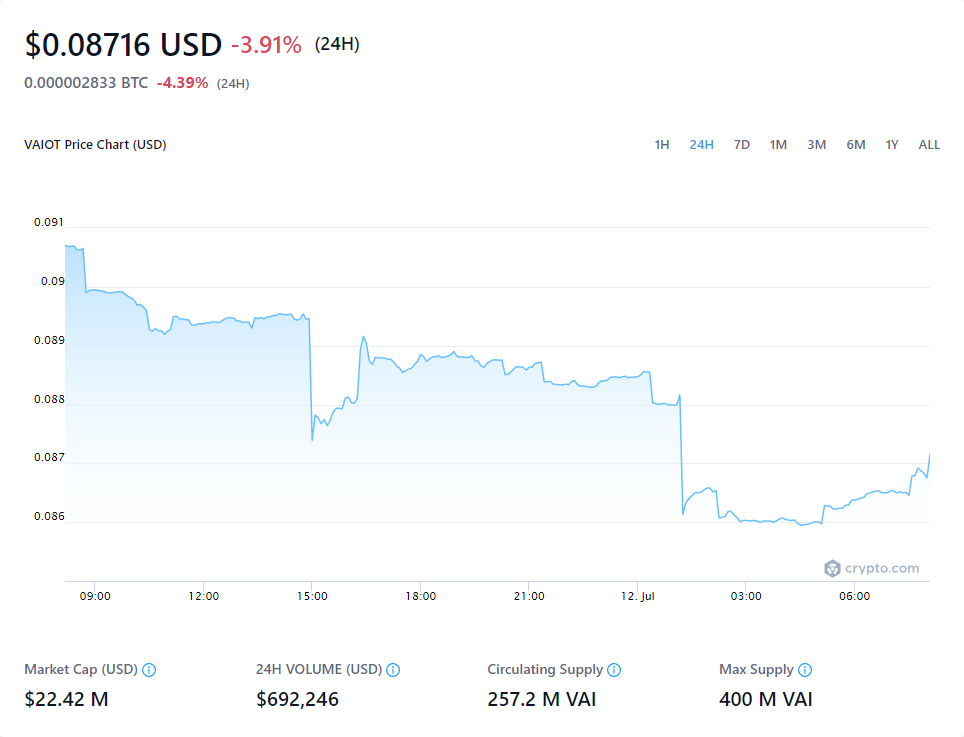 $0.08716 USD -3.91% (24H)
0.000002833 BTC -4.39% (24H)
VAIOT Price Chart (USD) 1H 24H 7D 1M 3M 6M 1Y ALL
0.091
0.09
0.089
0.088
0.087
0.086
crypto.com
09:00 12:00 15:00 18:00 21:00 12. Jul 03:00 06:00
Market Cap (USD) 24H VOLUME (USD) Circulating Supply Max Supply
$22.42 M $692,246 257.2 M VAI 400 M VAI